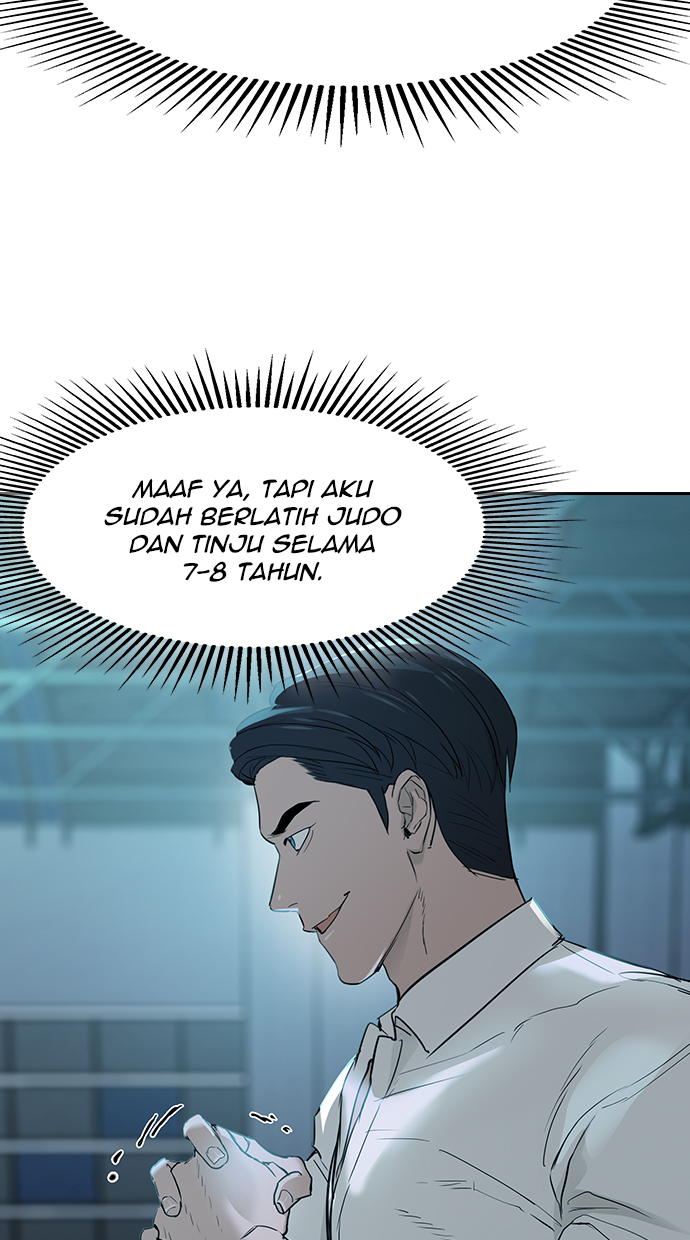 MAAF YA, TAPI AKU
SUDAH BERLATIH JUDO
DAN TINJU SELAMA
7-8 TAHUN.